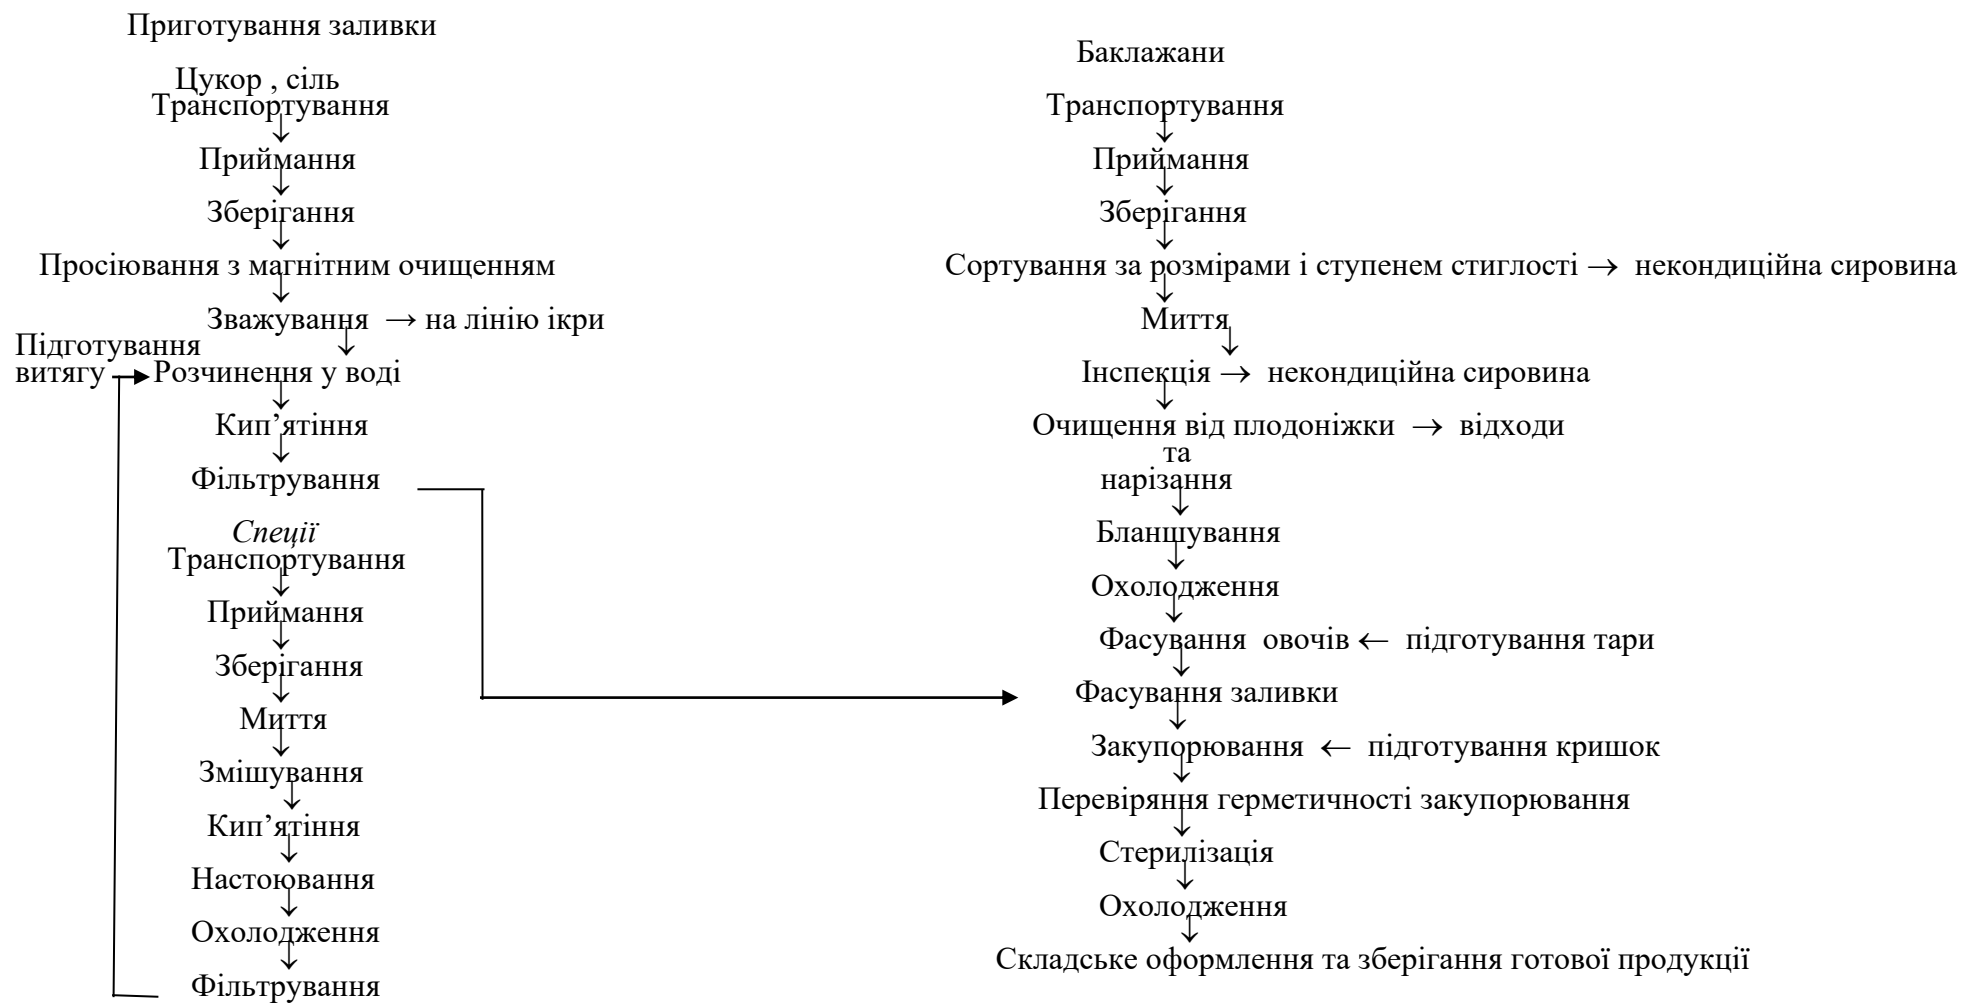 Приготування заливки
Цукор , сіль
Транспортування
Приймання
Зберігання
Просіювання з магнітним очищенням
Зважування → на лінію ікри
Підготування
витягу
Розчинення у воді
Кип’ятіння
Фільтрування
Спеції
Транспортування
Приймання
Зберігання
Миття
Змішування
Кип’ятіння
Настоювання
Охолодження
Фільтрування
Баклажани
Транспортування
Приймання
Зберігання
Сортування за розмірами і ступенем стиглості → некондиційна сировина
Миття
Інспекція → некондиційна сировина
Очищення від плодоніжки → відходи
та
нарізання
Бланшування
Охолодження
Фасування овочів ← підготування тари
Фасування заливки
Закупорювання ← підготування кришок
Перевіряння герметичності закупорювання
Стерилізація
Охолодження
Складське оформлення та зберігання готової продукції